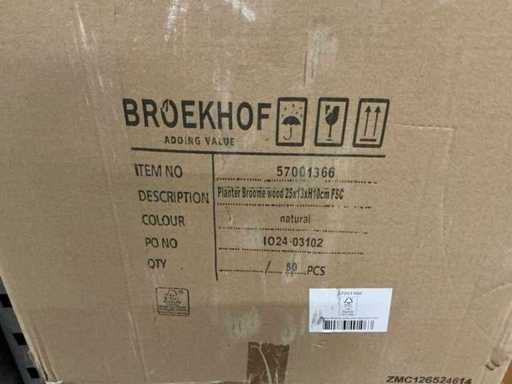 BROEKHOF
ADDING VALUE
ITEM NO 57001366
DESCRIPTION Planter Broome wood 25x13xH10cm FSC
COLOUR natural
PO NO IO24-03102
QTY / 80 PCS
ZMC126524614